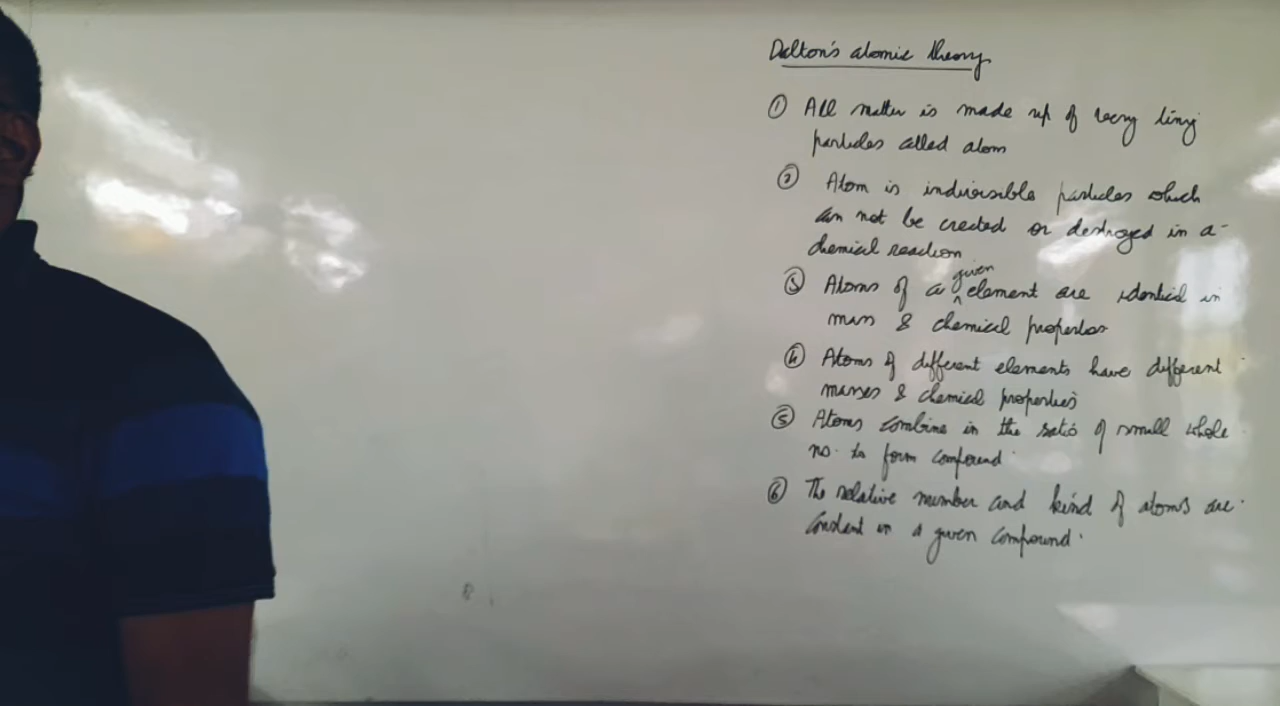 Dalton's atomic theory
① All matter is made up of very tiny
particles called atom
② Atom is indivisible particles which
can not be created or destroyed in a
chemical reaction
③ Atoms of a given element are identical in
mass & chemical properties
④ Atoms of different elements have different
masses & chemical properties
⑤ Atoms combine in the ratio of small whole
no. to form compound
⑥ The relative number and kind of atoms are
constant in a given compound.